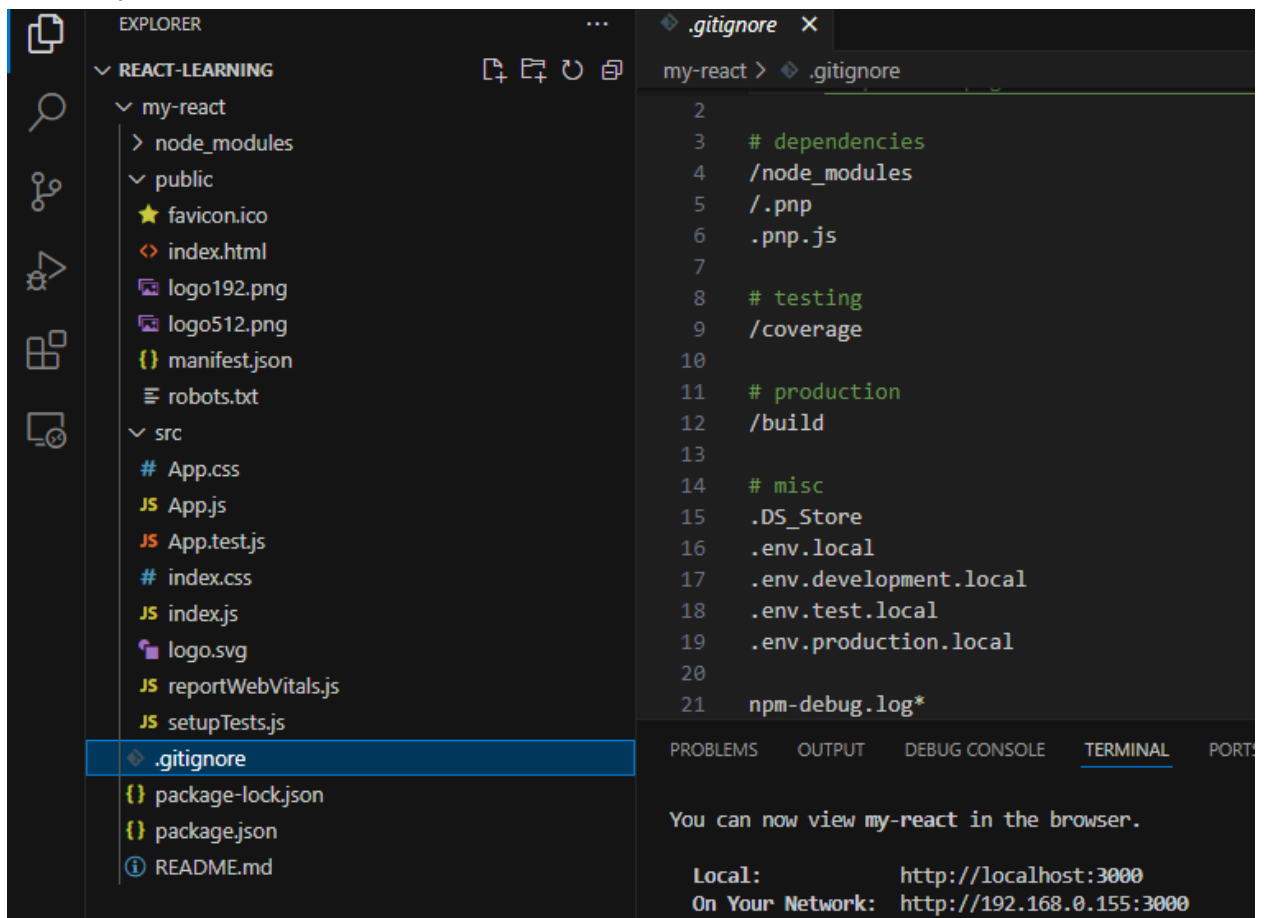 EXPLORER
REACT-LEARNING
my-react
node_modules
public
favicon.ico
index.html
logo192.png
logo512.png
manifest.json
robots.txt
src
# App.css
JS App.js
JS App.test.js
# index.css
JS index.js
logo.svg
JS reportWebVitals.js
JS setupTests.js
.gitignore
{} package-lock.json
{} package.json
README.md
.gitignore
my-react > .gitignore
2
3 # dependencies
4 /node_modules
5 /.pnp
6 .pnp.js
7
8 # testing
9 /coverage
10
11 # production
12 /build
13
14 # misc
15 .DS_Store
16 .env.local
17 .env.development.local
18 .env.test.local
19 .env.production.local
20
21 npm-debug.log*
PROBLEMS OUTPUT DEBUG CONSOLE TERMINAL PORTS
You can now view my-react in the browser.
Local: http://localhost:3000
On Your Network: http://192.168.0.155:3000